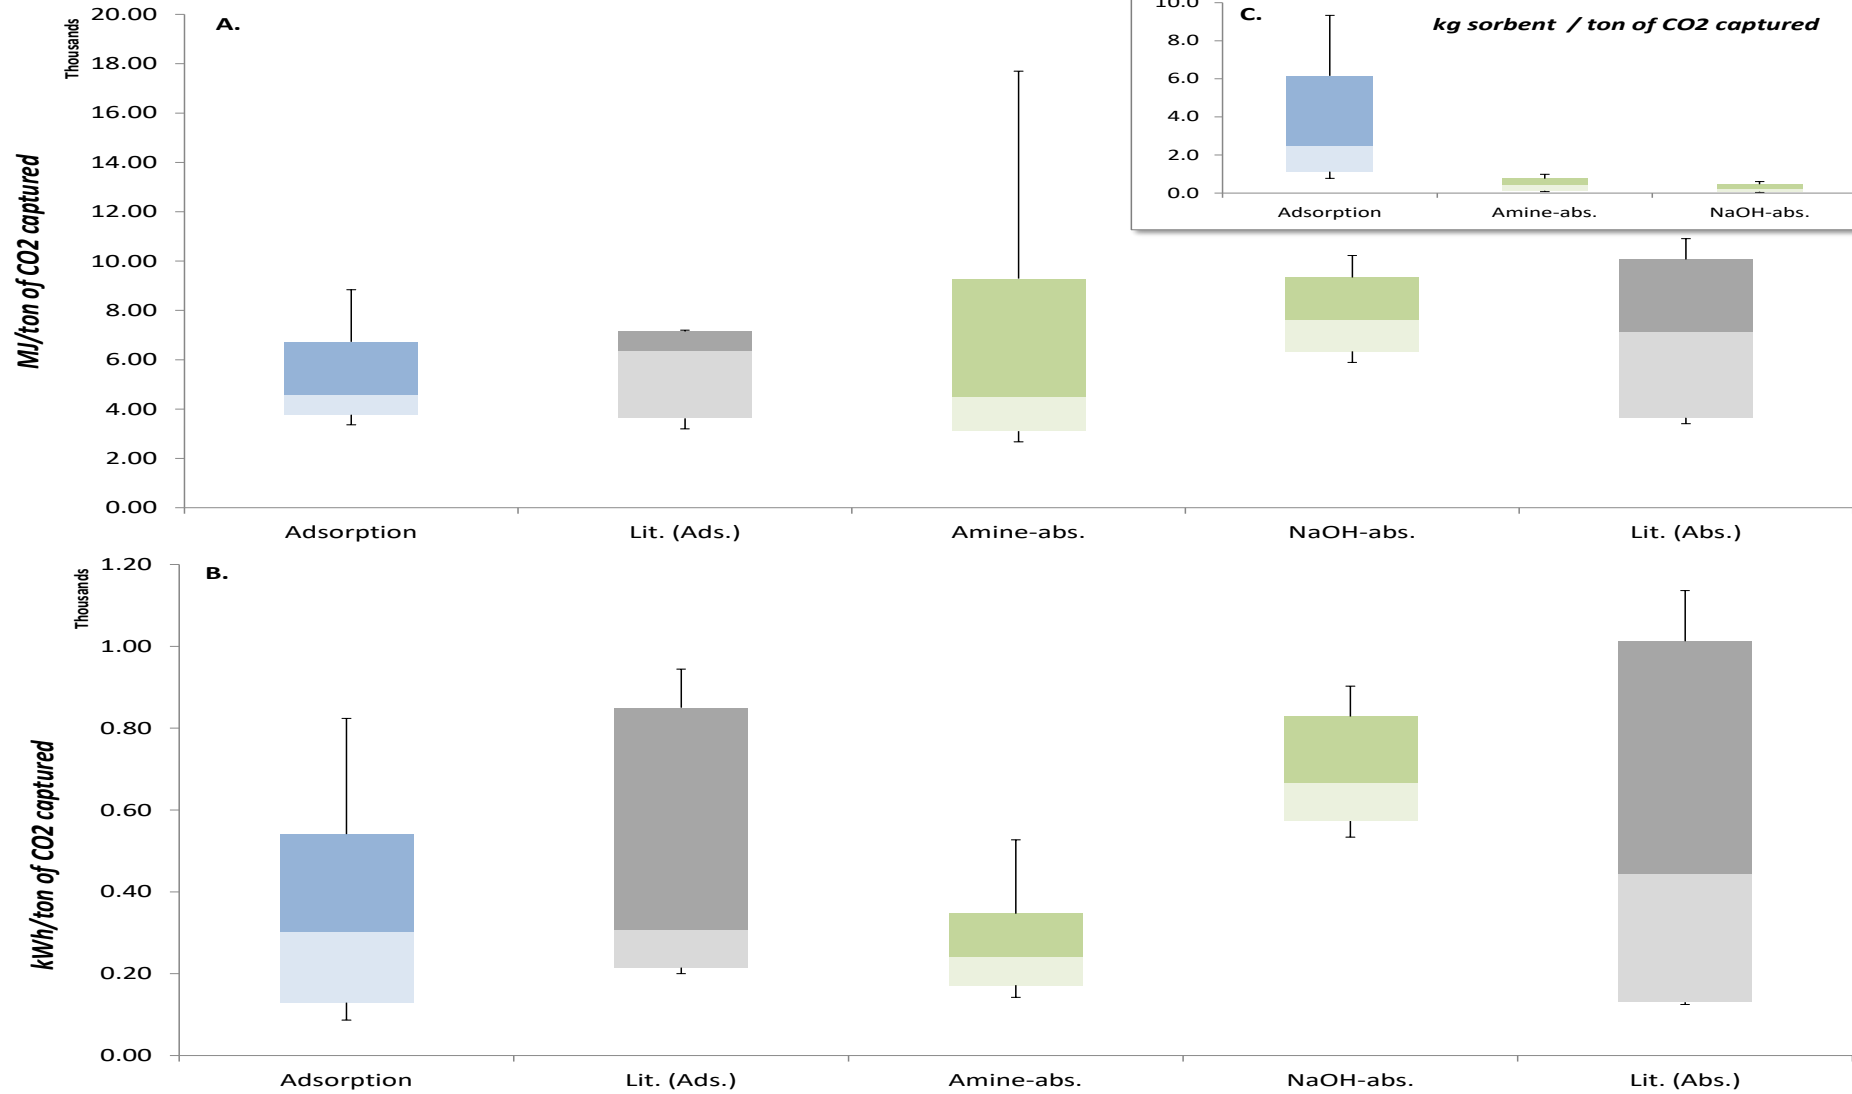 A.
Thousands
MJ/ton of CO2 captured
20.00
18.00
16.00
14.00
12.00
10.00
8.00
6.00
4.00
2.00
0.00
Adsorption Lit. (Ads.) Amine-abs. NaOH-abs. Lit. (Abs.)
C.
kg sorbent / ton of CO2 captured
10.0
8.0
6.0
4.0
2.0
0.0
Adsorption Amine-abs. NaOH-abs.
B.
Thousands
kWh/ton of CO2 captured
1.20
1.00
0.80
0.60
0.40
0.20
0.00
Adsorption Lit. (Ads.) Amine-abs. NaOH-abs. Lit. (Abs.)